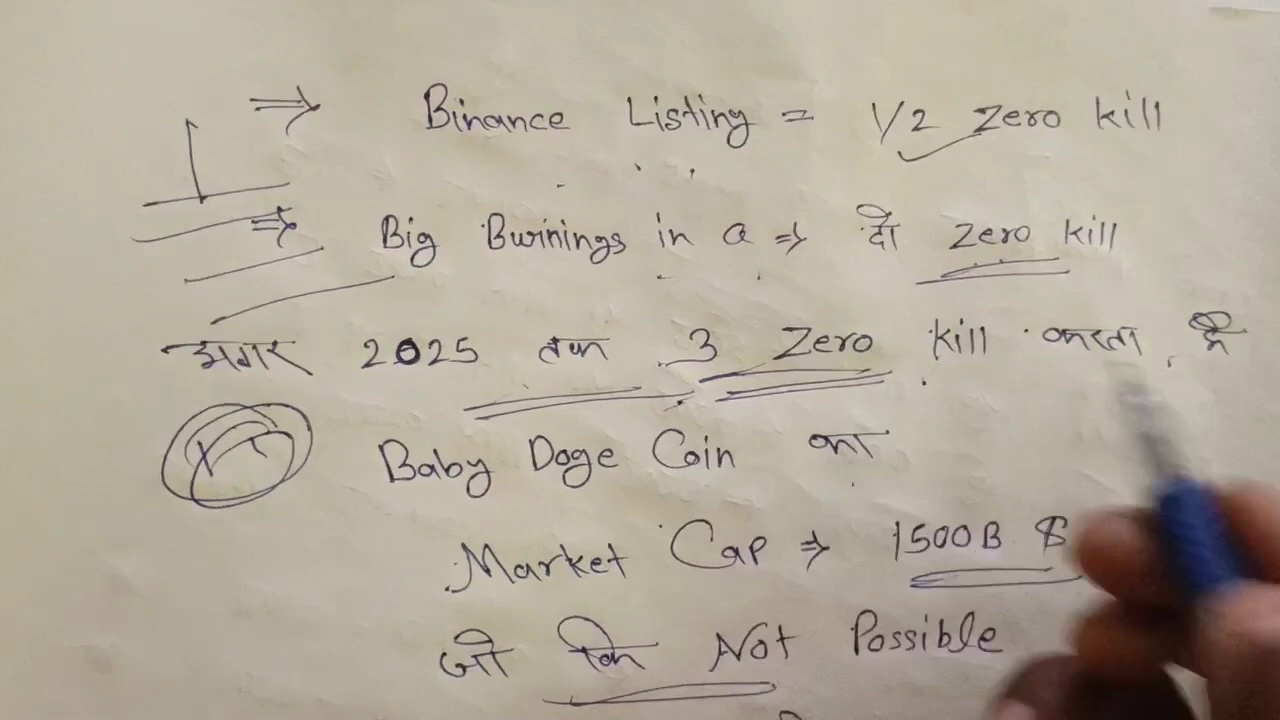 ⇒ Binance Listing = 1/2 Zero kill
⇒ Big Burinings in a ⇒ दो Zero kill
अगर 2025 तक 3 Zero kill करता है
Baby Doge Coin का
Market Cap ⇒ 1500B $
जो कि Not Possible